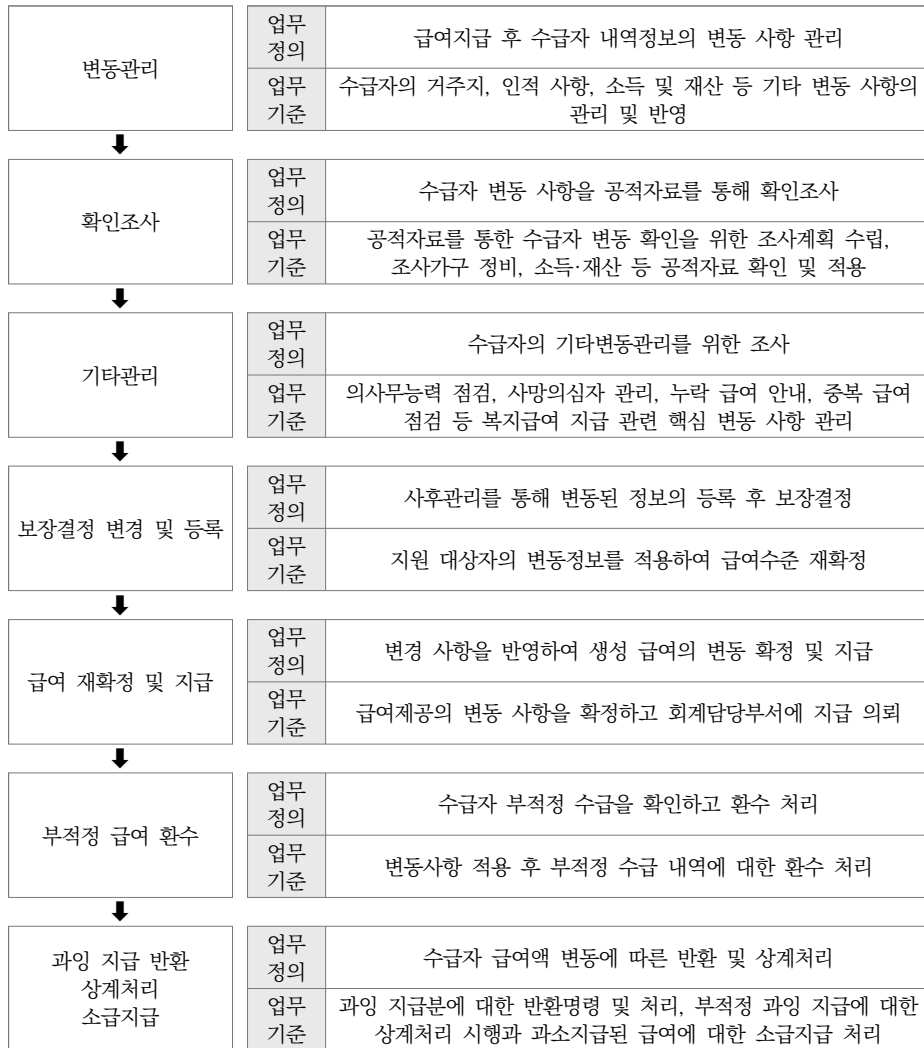 변동관리
업무
정의
급여지급 후 수급자 내역정보의 변동 사항 관리
업무
기준
수급자의 거주지, 인적 사항, 소득 및 재산 등 기타 변동 사항의
관리 및 반영
확인조사
업무
정의
수급자 변동 사항을 공적자료를 통해 확인조사
업무
기준
공적자료를 통한 수급자 변동 확인을 위한 조사계획 수립,
조사가구 정비, 소득·재산 등 공적자료 확인 및 적용
기타관리
업무
정의
수급자의 기타변동관리를 위한 조사
업무
기준
의사무능력 점검, 사망의심자 관리, 누락 급여 안내, 중복 급여
점검 등 복지급여 지급 관련 핵심 변동 사항 관리
보장결정 변경 및 등록
업무
정의
사후관리를 통해 변동된 정보의 등록 후 보장결정
업무
기준
지원 대상자의 변동정보를 적용하여 급여수준 재확정
급여 재확정 및 지급
업무
정의
변경 사항을 반영하여 생성 급여의 변동 확정 및 지급
업무
기준
급여제공의 변동 사항을 확정하고 회계담당부서에 지급 의뢰
부적정 급여 환수
업무
정의
수급자 부적정 수급을 확인하고 환수 처리
업무
기준
변동사항 적용 후 부적정 수급 내역에 대한 환수 처리
과잉 지급 반환
상계처리
소급지급
업무
정의
수급자 급여액 변동에 따른 반환 및 상계처리
업무
기준
과잉 지급분에 대한 반환명령 및 처리, 부적정 과잉 지급에 대한
상계처리 시행과 과소지급된 급여에 대한 소급지급 처리